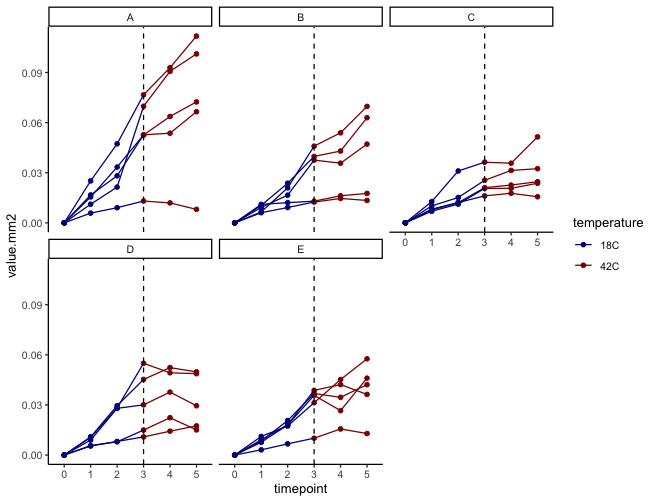 A B C
0.09
0.06
0.03
0.00
0 1 2 3 4 5
D E
0.09
0.06
0.03
0.00
0 1 2 3 4 5 0 1 2 3 4 5
timepoint
value.mm2
temperature
18C
42C